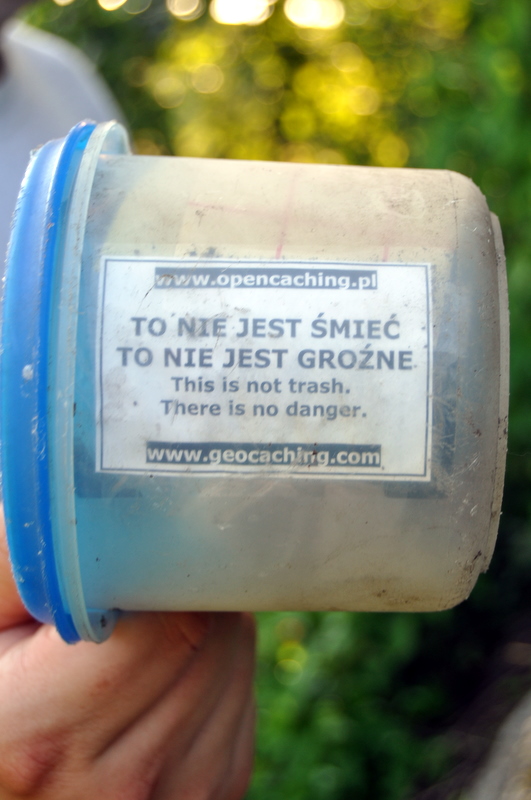 www.opencaching.pl
TO NIE JEST ŚMIEĆ
TO NIE JEST GROŹNE
This is not trash.
There is no danger.
www.geocaching.com